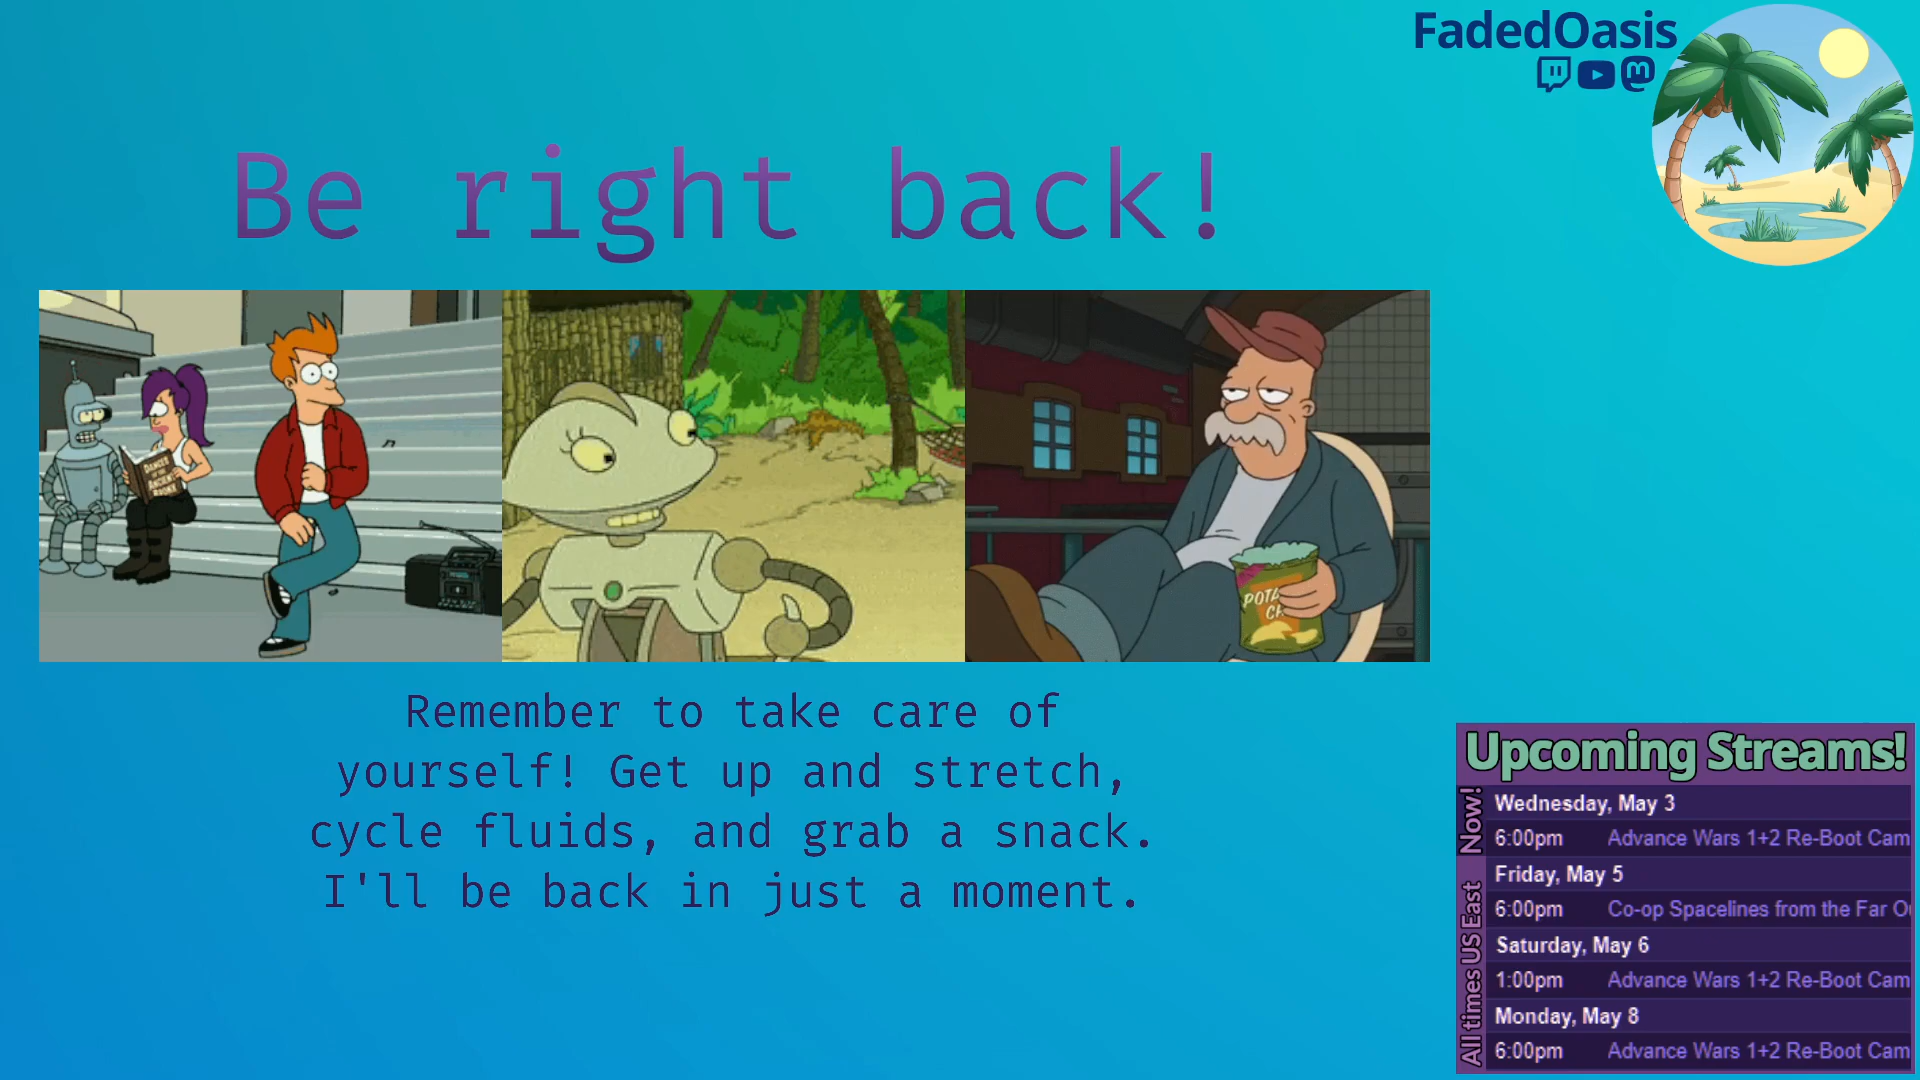 FadedOasis
Be right back!
POTA
CH
Remember to take care of
yourself! Get up and stretch,
cycle fluids, and grab a snack.
I'll be back in just a moment.
Upcoming Streams!
Now!
Wednesday, May 3
6:00pm Advance Wars 1+2 Re-Boot Cam
Friday, May 5
6:00pm Co-op Spacelines from the Far O
Saturday, May 6
1:00pm Advance Wars 1+2 Re-Boot Cam
Monday, May 8
6:00pm Advance Wars 1+2 Re-Boot Cam
All times US East